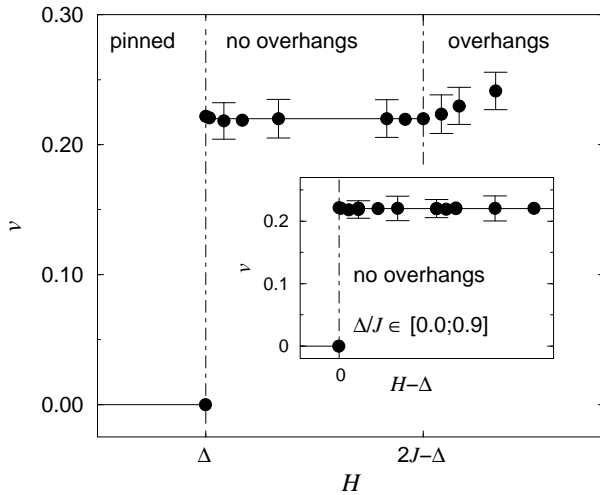 0.30
pinned
no overhangs
overhangs
0.20
v
0.10
0.00
Δ
2J−Δ
H
0.2
v
0.1
0
no overhangs
Δ/J ∈ [0.0;0.9]
0
H−Δ